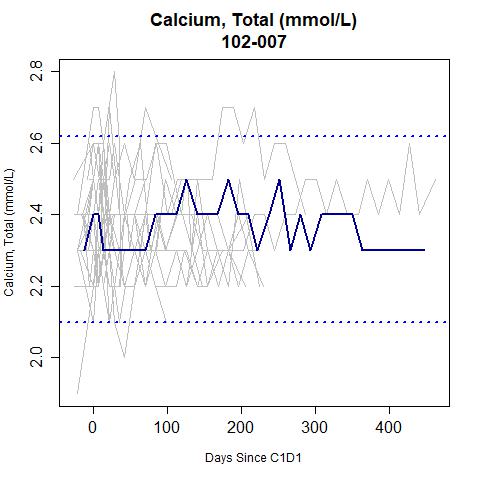 Calcium, Total (mmol/L)
102-007
Calcium, Total (mmol/L)
2.8
2.6
2.4
2.2
2.0
0 100 200 300 400
Days Since C1D1